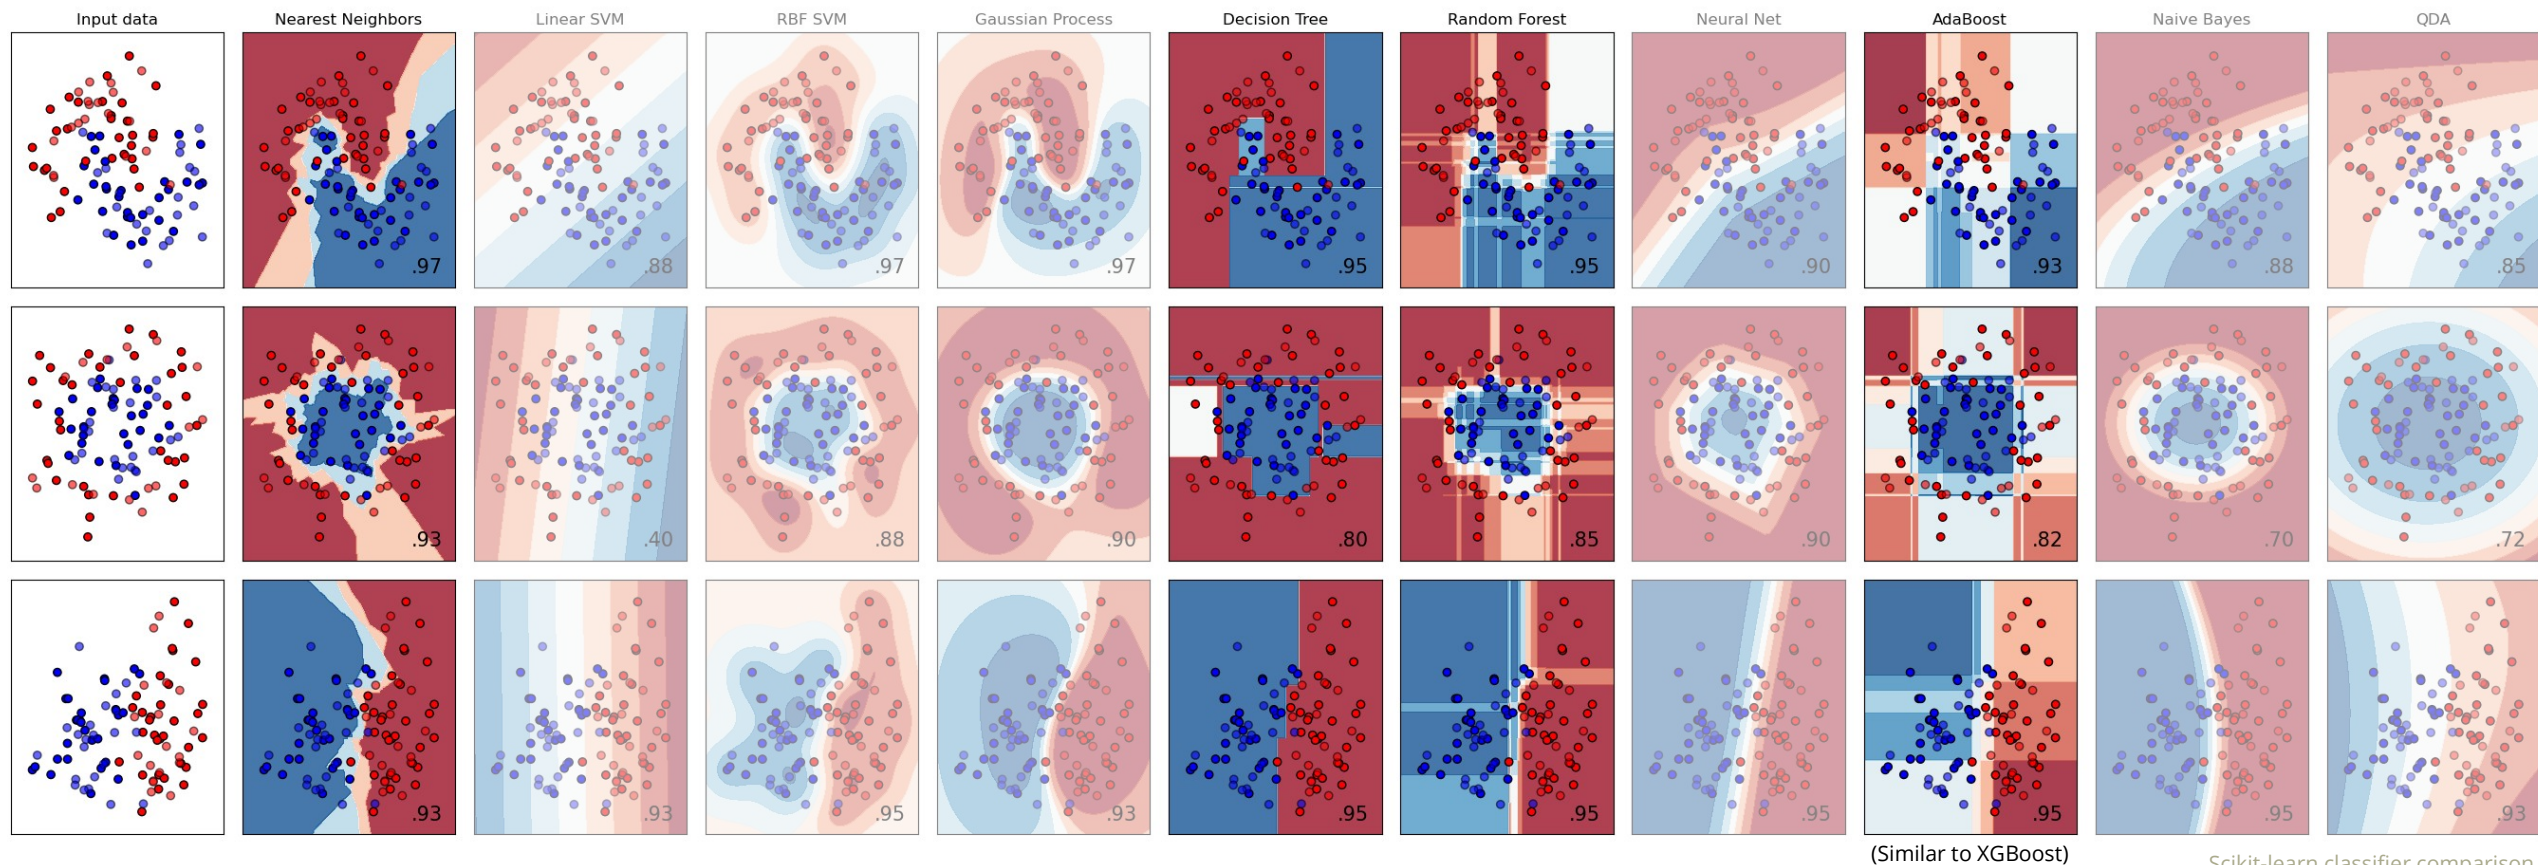 Input data
Nearest Neighbors
Linear SVM
RBF SVM
Gaussian Process
Decision Tree
Random Forest
Neural Net
AdaBoost
Naive Bayes
QDA
.97
.88
.97
.97
.95
.95
.90
.93
.88
.85
.93
.40
.88
.90
.80
.85
.90
.82
.70
.72
.93
.93
.95
.93
.95
.95
.95
.95
.95
.93
(Similar to XGBoost)
Scikit-learn classifier comparison